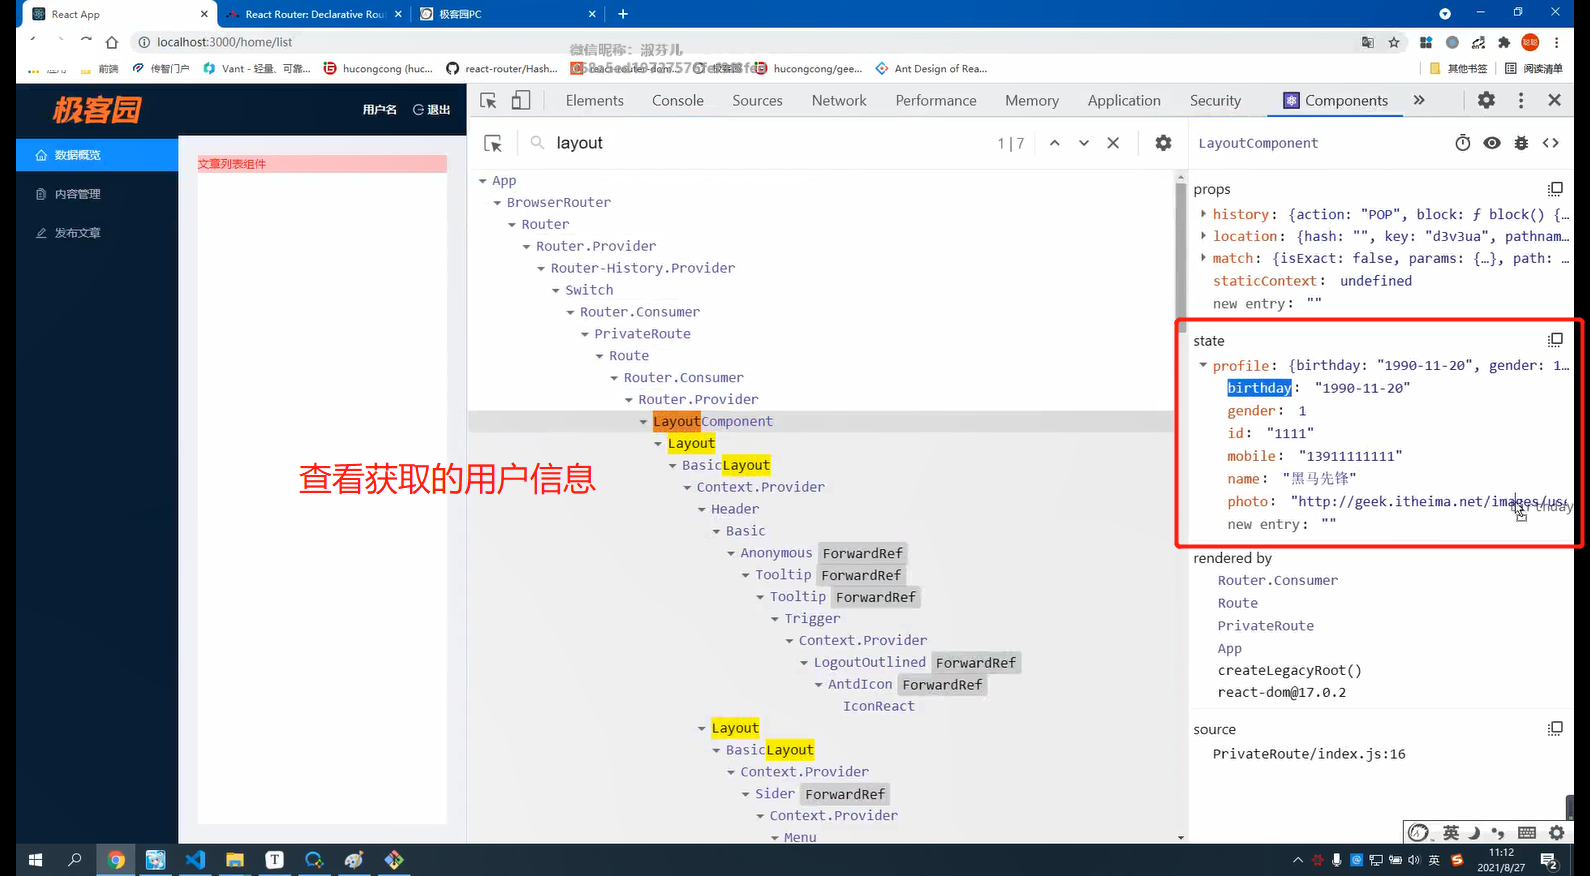 React App
React Router: Declarative Rou
极客园PC
localhost:3000/home/list
微信昵称：淑芬儿
应用
前端
传智门户
Vant - 轻量、可靠...
hucongcong (huc...
react-router/Hash...
react-router-dom...
极客园
hucongcong/gee...
Ant Design of Rea...
其他书签
阅读清单
极客园
用户名
退出
数据概览
内容管理
发布文章
文章列表组件
查看获取的用户信息
Elements
Console
Sources
Network
Performance
Memory
Application
Security
Components
layout
1 | 7
App
BrowserRouter
Router
Router.Provider
Router-History.Provider
Switch
Router.Consumer
PrivateRoute
Route
Router.Consumer
Router.Provider
LayoutComponent
Layout
BasicLayout
Context.Provider
Header
Basic
Anonymous ForwardRef
Tooltip ForwardRef
Tooltip ForwardRef
Trigger
Context.Provider
LogoutOutlined ForwardRef
AntdIcon ForwardRef
IconReact
Layout
BasicLayout
Context.Provider
Sider ForwardRef
Context.Provider
Menu
LayoutComponent
props
history: {action: "POP", block: ƒ block() {…
location: {hash: "", key: "d3v3ua", pathnam…
match: {isExact: false, params: {…}, path: …
staticContext: undefined
new entry: ""
state
profile: {birthday: "1990-11-20", gender: 1…
birthday: "1990-11-20"
gender: 1
id: "1111"
mobile: "13911111111"
name: "黑马先锋"
photo: "http://geek.itheima.net/images/us
birthday
new entry: ""
rendered by
Router.Consumer
Route
PrivateRoute
App
createLegacyRoot()
react-dom@17.0.2
source
PrivateRoute/index.js:16
英
英
11:12
2021/8/27
2